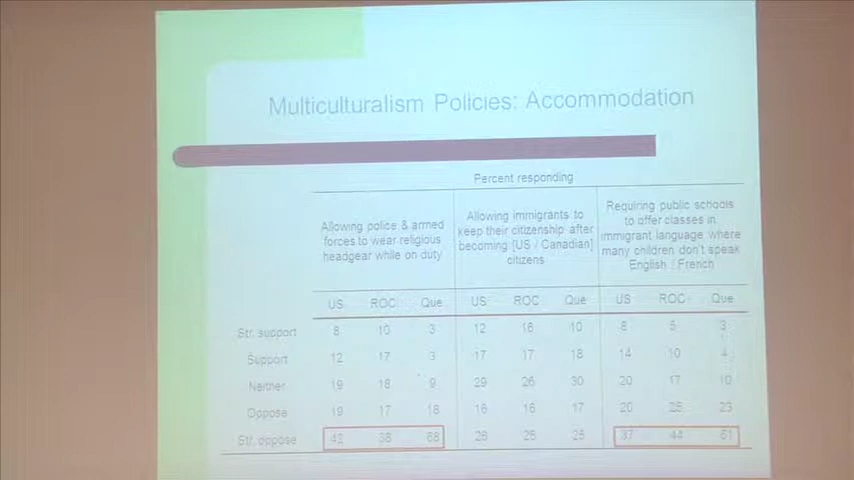 Multiculturalism Policies: Accommodation
Percent responding
Allowing police & armed
forces to wear religious
headgear while on duty
Allowing immigrants to
keep their citizenship after
becoming [US / Canadian]
citizens
Requiring public schools
to offer classes in
immigrant language where
many children don't speak
English / French
US ROC Que US ROC Que US ROC Que
Str. support 8 10 3 12 16 10 8 5 3
Support 12 17 3 17 17 18 14 10 4
Neither 19 18 9 29 26 30 20 17 10
Oppose 19 17 18 16 16 17 20 25 23
Str. oppose 42 38 68 26 25 25 37 44 61